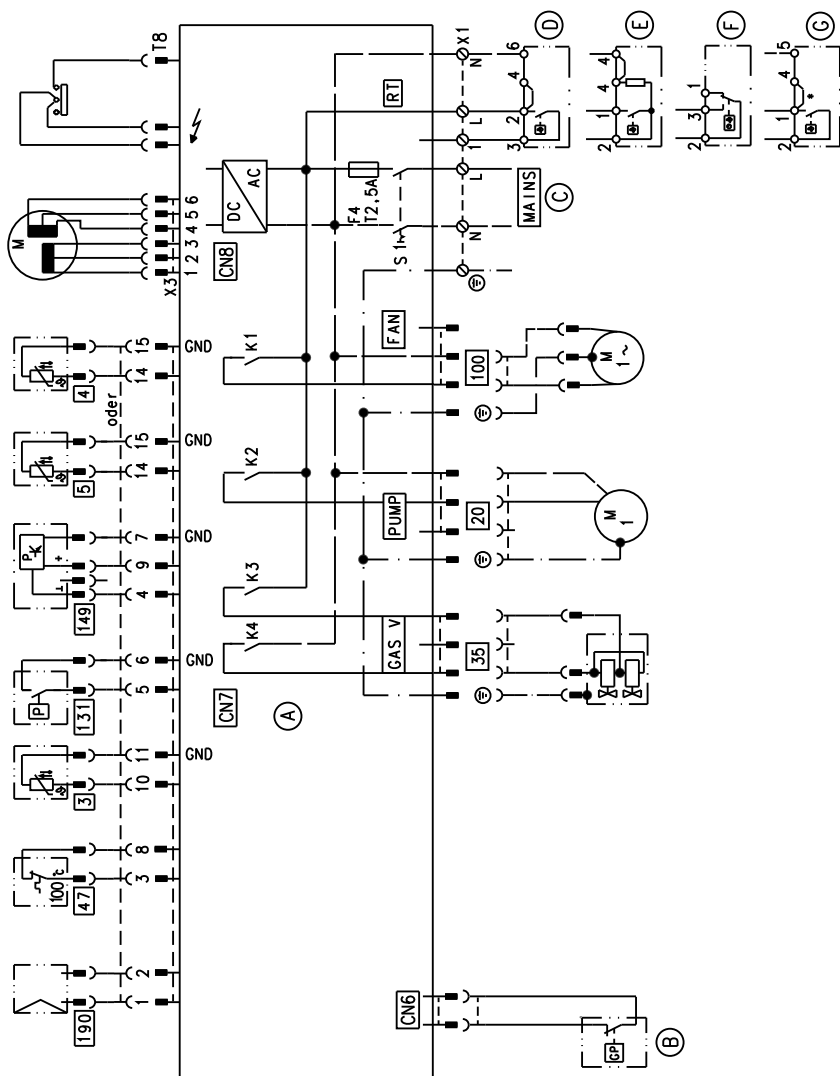 T8
M
X3
1 2 3 4 5 6
CN8
DC
AC
F4
T2,5A
S1
RT
X1
N
L
1
L
N
MAINS
A
B
C
D
E
F
G
3 2 4 6
2 1 4 4
2 3 1
2 1 4 5
*
4
14 15
GND
oder
5
14 15
GND
P
K
+
149
4 9 7
GND
P
131
5 6
GND
3
10 11
GND
100°C
47
3 8
190
1 2
K1
K2
K3
K4
CN7
FAN
100
M
1~
PUMP
20
M
1
GAS V
35
CN6
GP